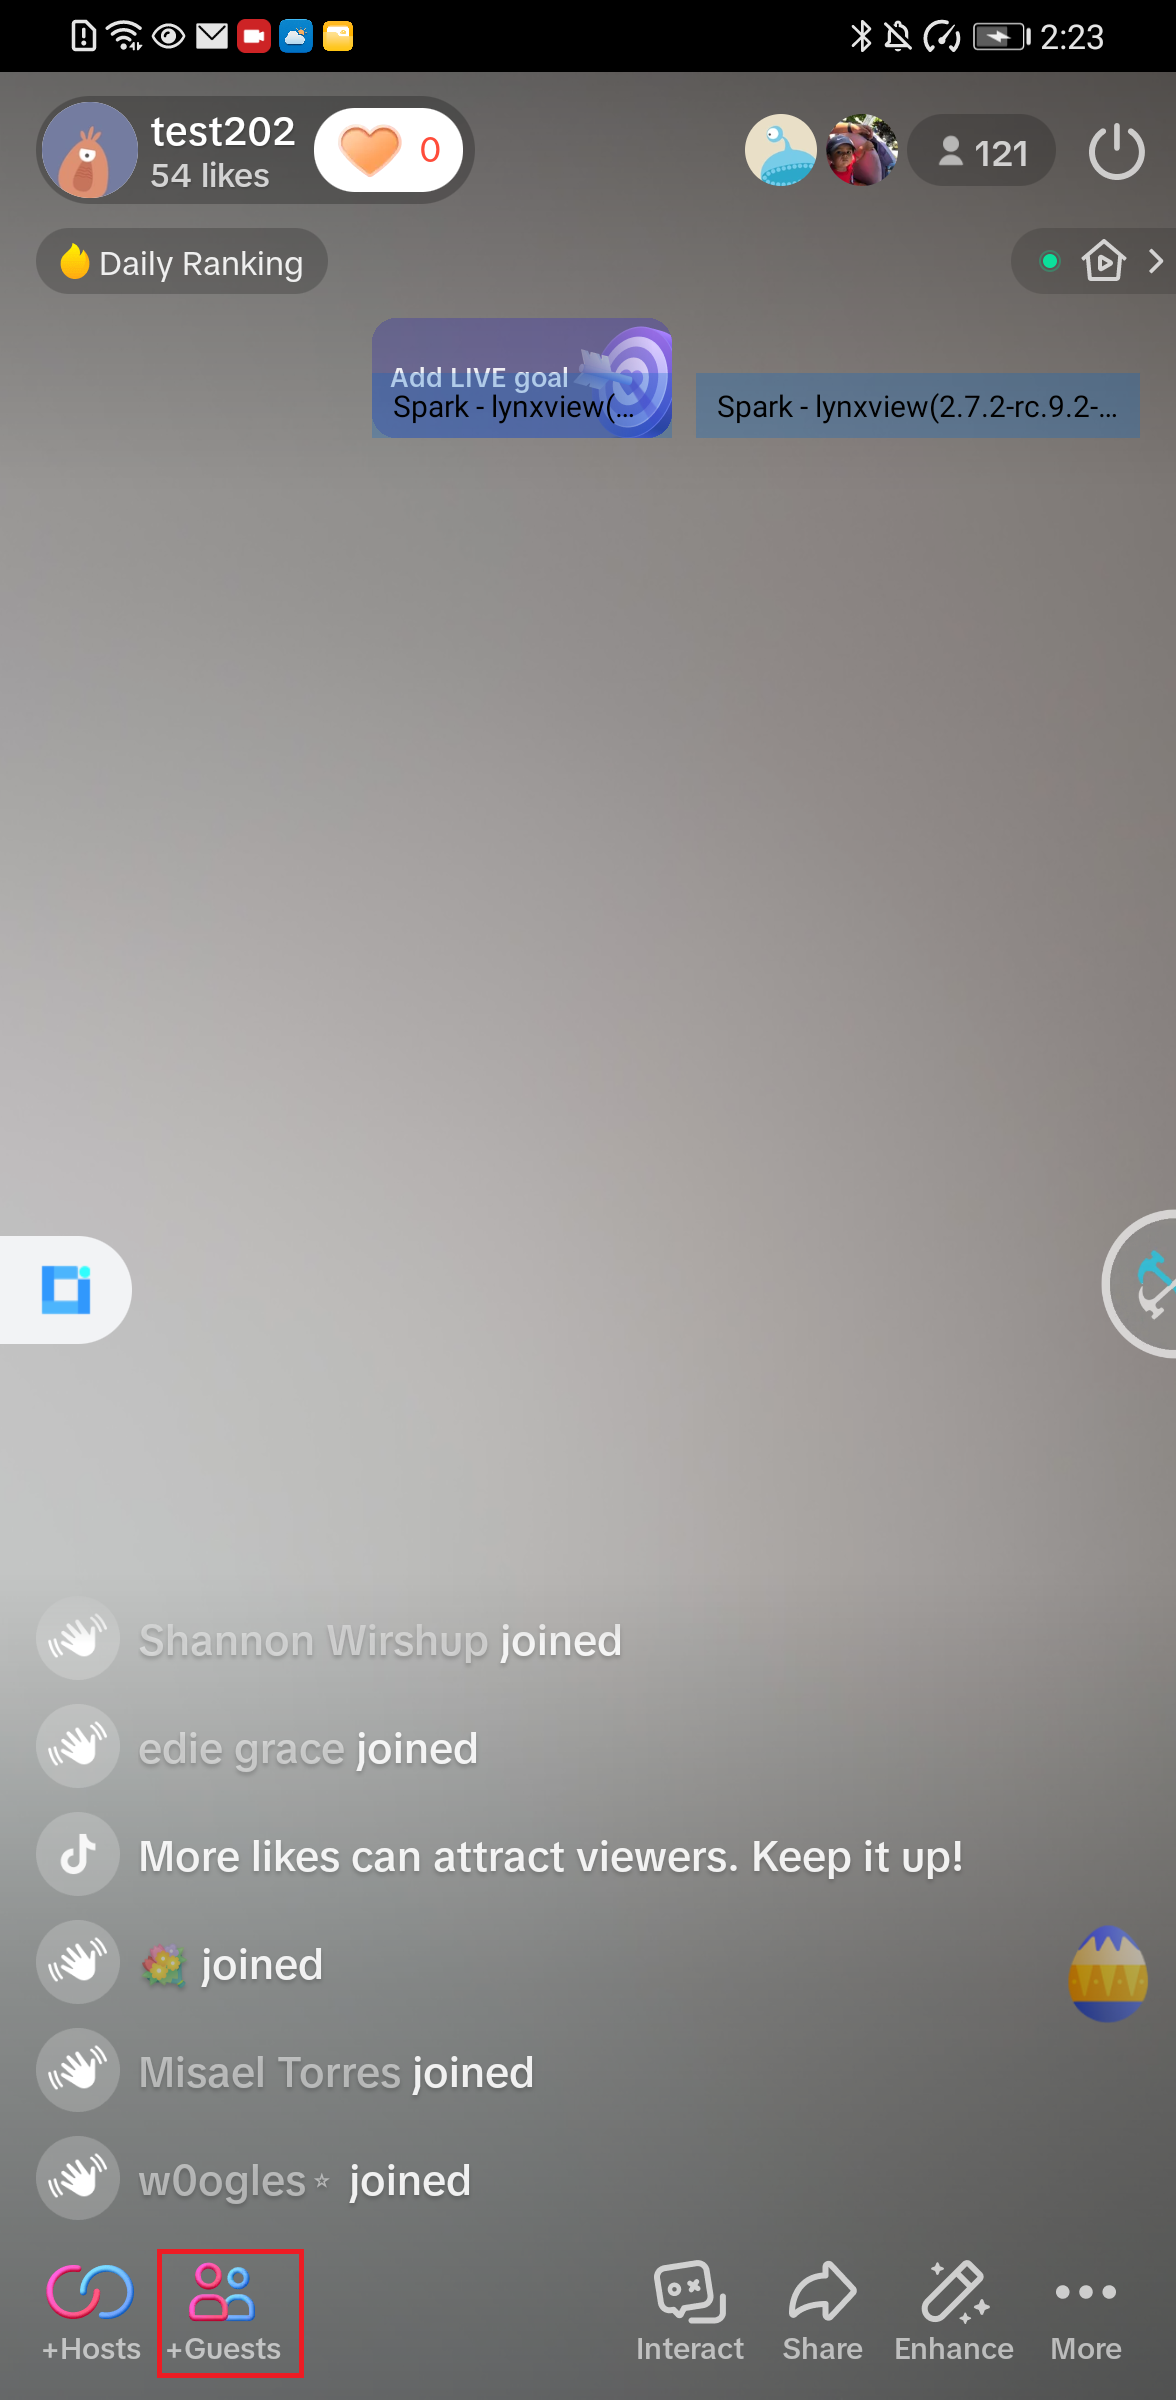 2:23
test202
54 likes
0
121
Daily Ranking
Add LIVE goal
Spark - lynxview(...
Spark - lynxview(2.7.2-rc.9.2-...
Shannon Wirshup joined
edie grace joined
More likes can attract viewers. Keep it up!
💐 joined
Misael Torres joined
w0ogles⭐︎ joined
+Hosts
+Guests
Interact
Share
Enhance
More